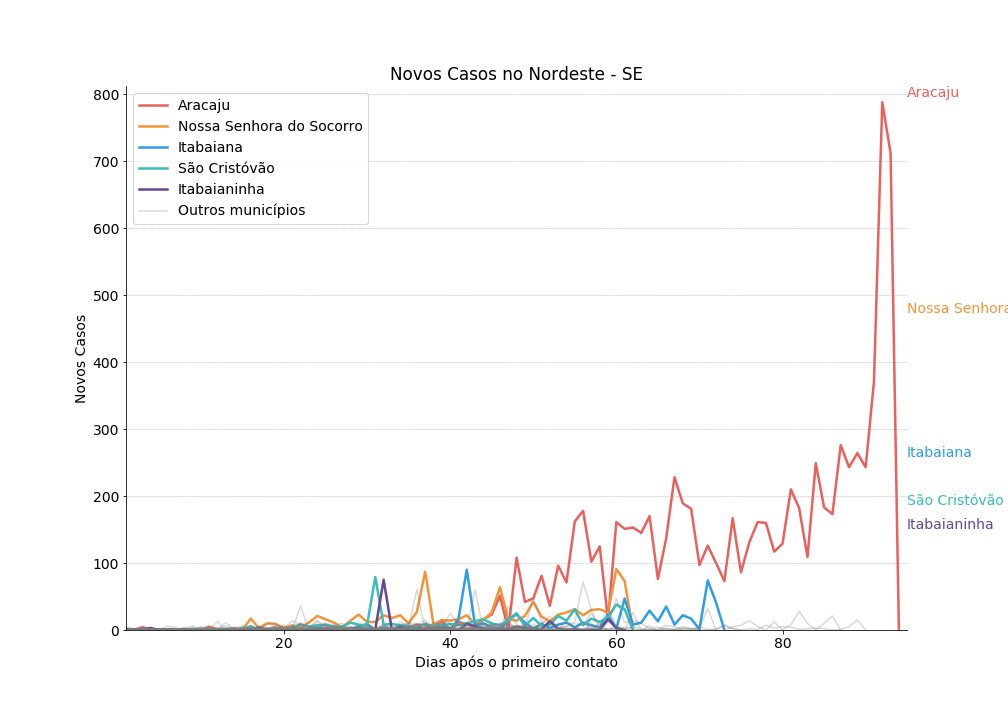 Novos Casos no Nordeste - SE
Aracaju
Nossa Senhora do Socorro
Itabaiana
São Cristóvão
Itabaianinha
Outros municípios
800
700
600
500
400
300
200
100
0
Novos Casos
20
40
60
80
Dias após o primeiro contato
Aracaju
Nossa Senhora
Itabaiana
São Cristóvão
Itabaianinha